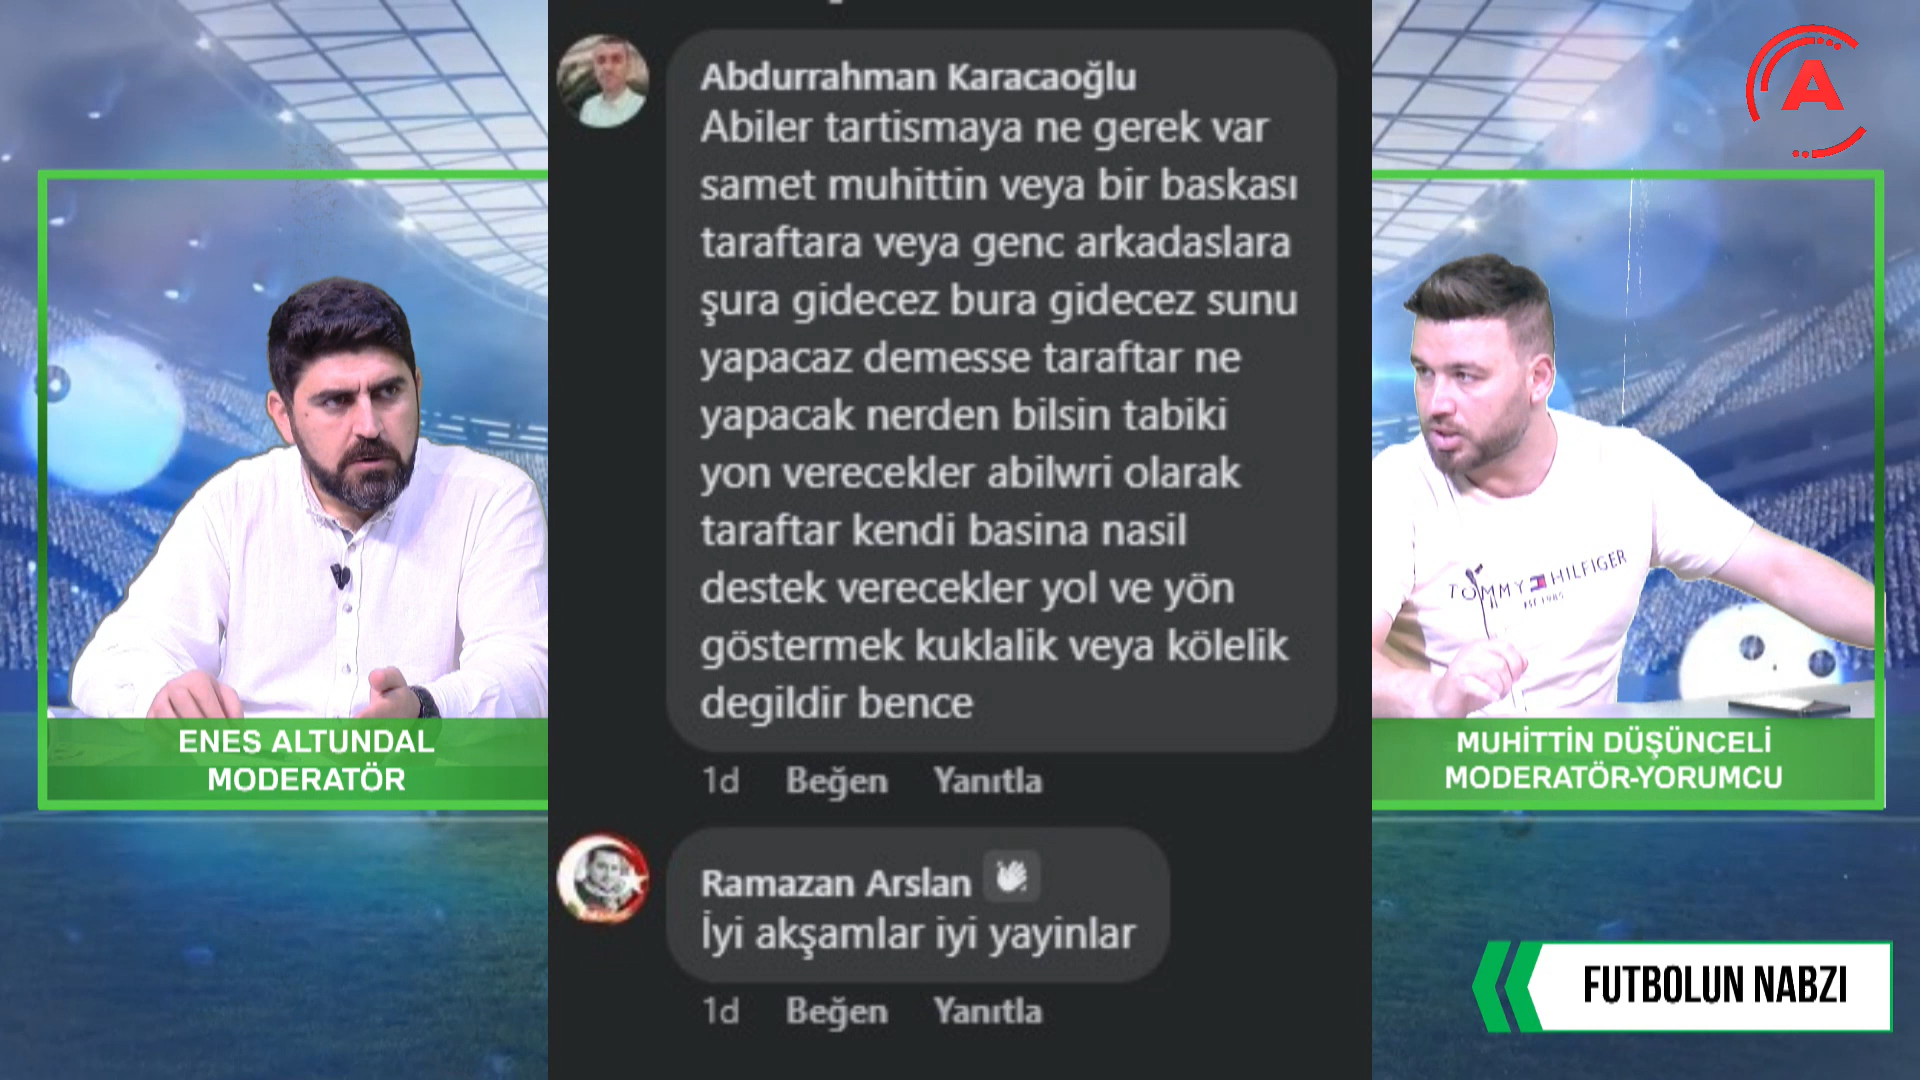 Abdurrahman Karacaoğlu
Abiler tartismaya ne gerek var
samet muhittin veya bir baskası
taraftara veya genc arkadaslara
şura gidecez bura gidecez sunu
yapacaz demesse taraftar ne
yapacak nerden bilsin tabiki
yon verecekler abilwri olarak
taraftar kendi basina nasil
destek verecekler yol ve yön
göstermek kuklalik veya kölelik
degildir bence
1d Beğen Yanıtla
Ramazan Arslan
İyi akşamlar iyi yayinlar
1d Beğen Yanıtla
ENES ALTUNDAL
MODERATÖR
A
TOMMY HILFIGER
EST 1985
MUHİTTİN DÜŞÜNCELİ
MODERATÖR-YORUMCU
FUTBOLUN NABZI